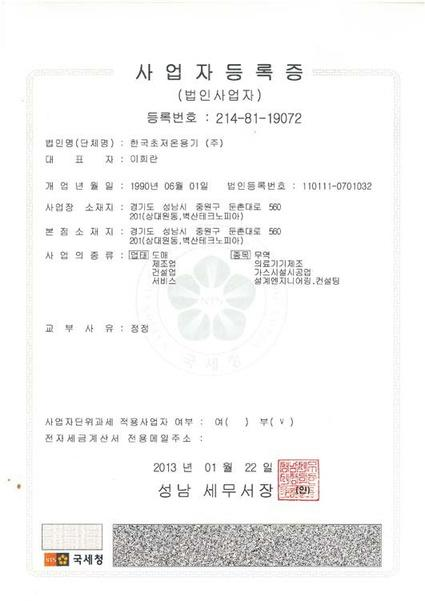 사업자등록증
(법인사업자)
등록번호 : 214-81-19072
법인명(단체명) : 한국초저온용기 (주)
대 표 자 : 이희란
개 업 년 월 일 : 1990년 06월 01일 법인등록번호 : 110111-0701032
사업장 소재지 : 경기도 성남시 중원구 둔촌대로 560
201(상대원동,벽산테크노피아)
본 점 소 재 지 : 경기도 성남시 중원구 둔촌대로 560
201(상대원동,벽산테크노피아)
사 업 의 종 류 : 업태 도매 종목 무역
제조업 의료기기제조
건설업 가스시설시공업
서비스 설계엔지니어링.컨설팅
NTS
국세청
교 부 사 유 : 정정
사업자단위과세 적용사업자 여부 : 여( ) 부( v )
전자세금계산서 전용메일주소 :
2013 년 01 월 22 일
성남 세무서장 (인)
NTS 국세청